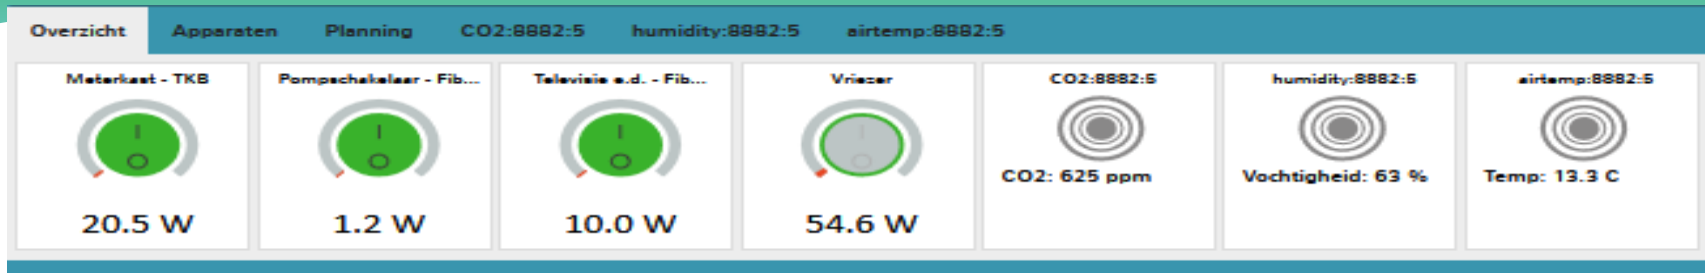 Overzicht Apparaten Planning CO2:8882:5 humidity:8882:5 airtemp:8882:5
Meterkast - TKB
20.5 W
Pompschakelaar - Fib...
1.2 W
Televisie e.d. - Fib...
10.0 W
Vriezer
54.6 W
CO2:8882:5
CO2: 625 ppm
humidity:8882:5
Vochtigheid: 63 %
airtemp:8882:5
Temp: 13.3 C